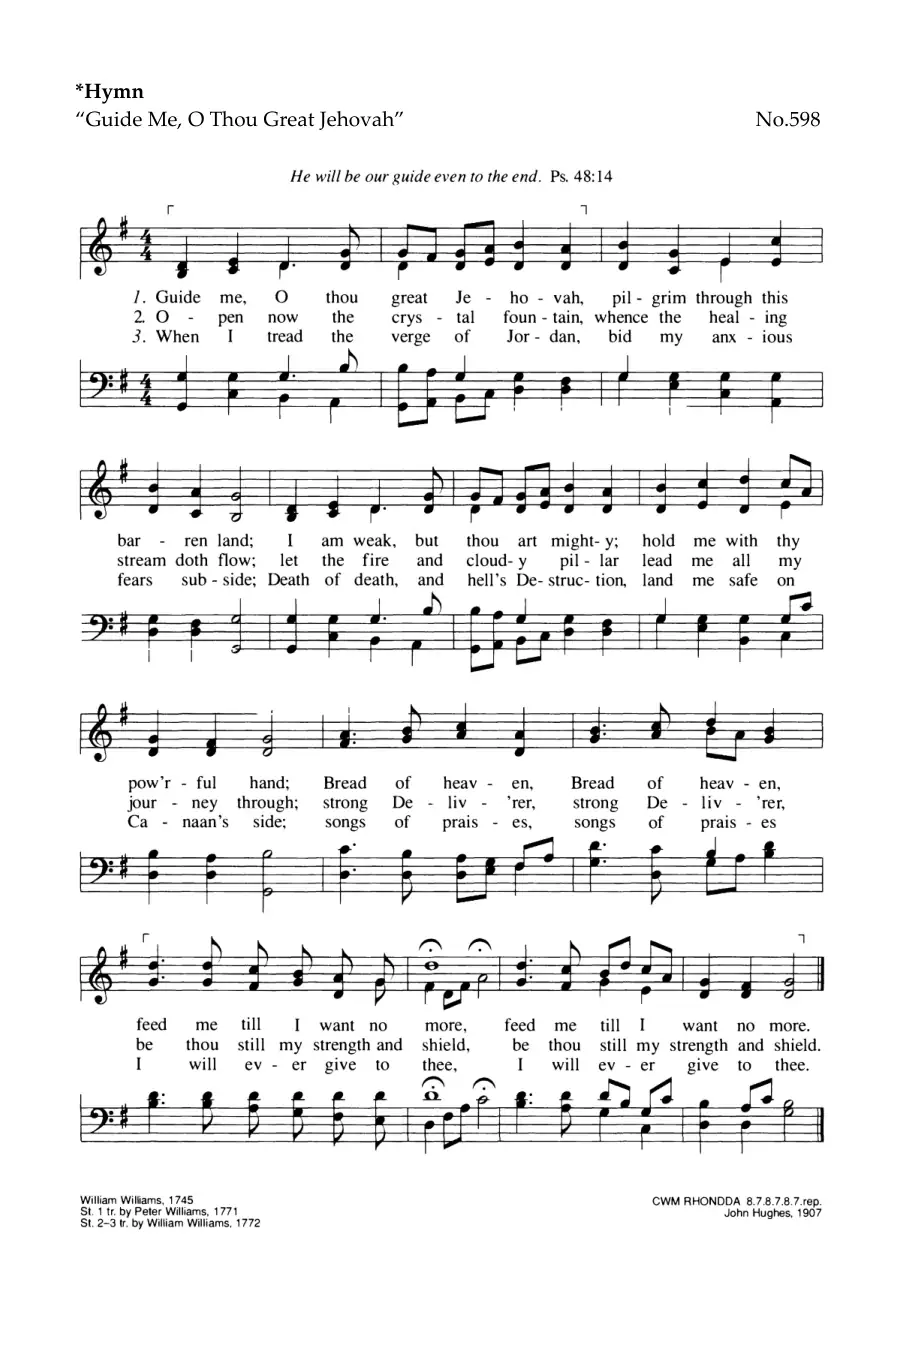 *Hymn
“Guide Me, O Thou Great Jehovah” No.598
He will be our guide even to the end. Ps. 48:14
1. Guide me, O thou great Je - ho - vah, pil - grim through this
2. O - pen now the crys - tal foun - tain, whence the heal - ing
3. When I tread the verge of Jor - dan, bid my anx - ious
bar - ren land; I am weak, but thou art might- y; hold me with thy
stream doth flow; let the fire and cloud- y pil - lar lead me all my
fears sub - side; Death of death, and hell's De- struc- tion, land me safe on
pow'r - ful hand; Bread of heav - en, Bread of heav - en,
jour - ney through; strong De - liv - 'rer, strong De - liv - 'rer,
Ca - naan's side; songs of prais - es, songs of prais - es
feed me till I want no more, feed me till I want no more.
be thou still my strength and shield, be thou still my strength and shield.
I will ev - er give to thee, I will ev - er give to thee.
William Williams, 1745 CWM RHONDDA 8.7.8.7.8.7.rep.
St. 1 tr. by Peter Williams, 1771 John Hughes, 1907
St. 2–3 tr. by William Williams, 1772